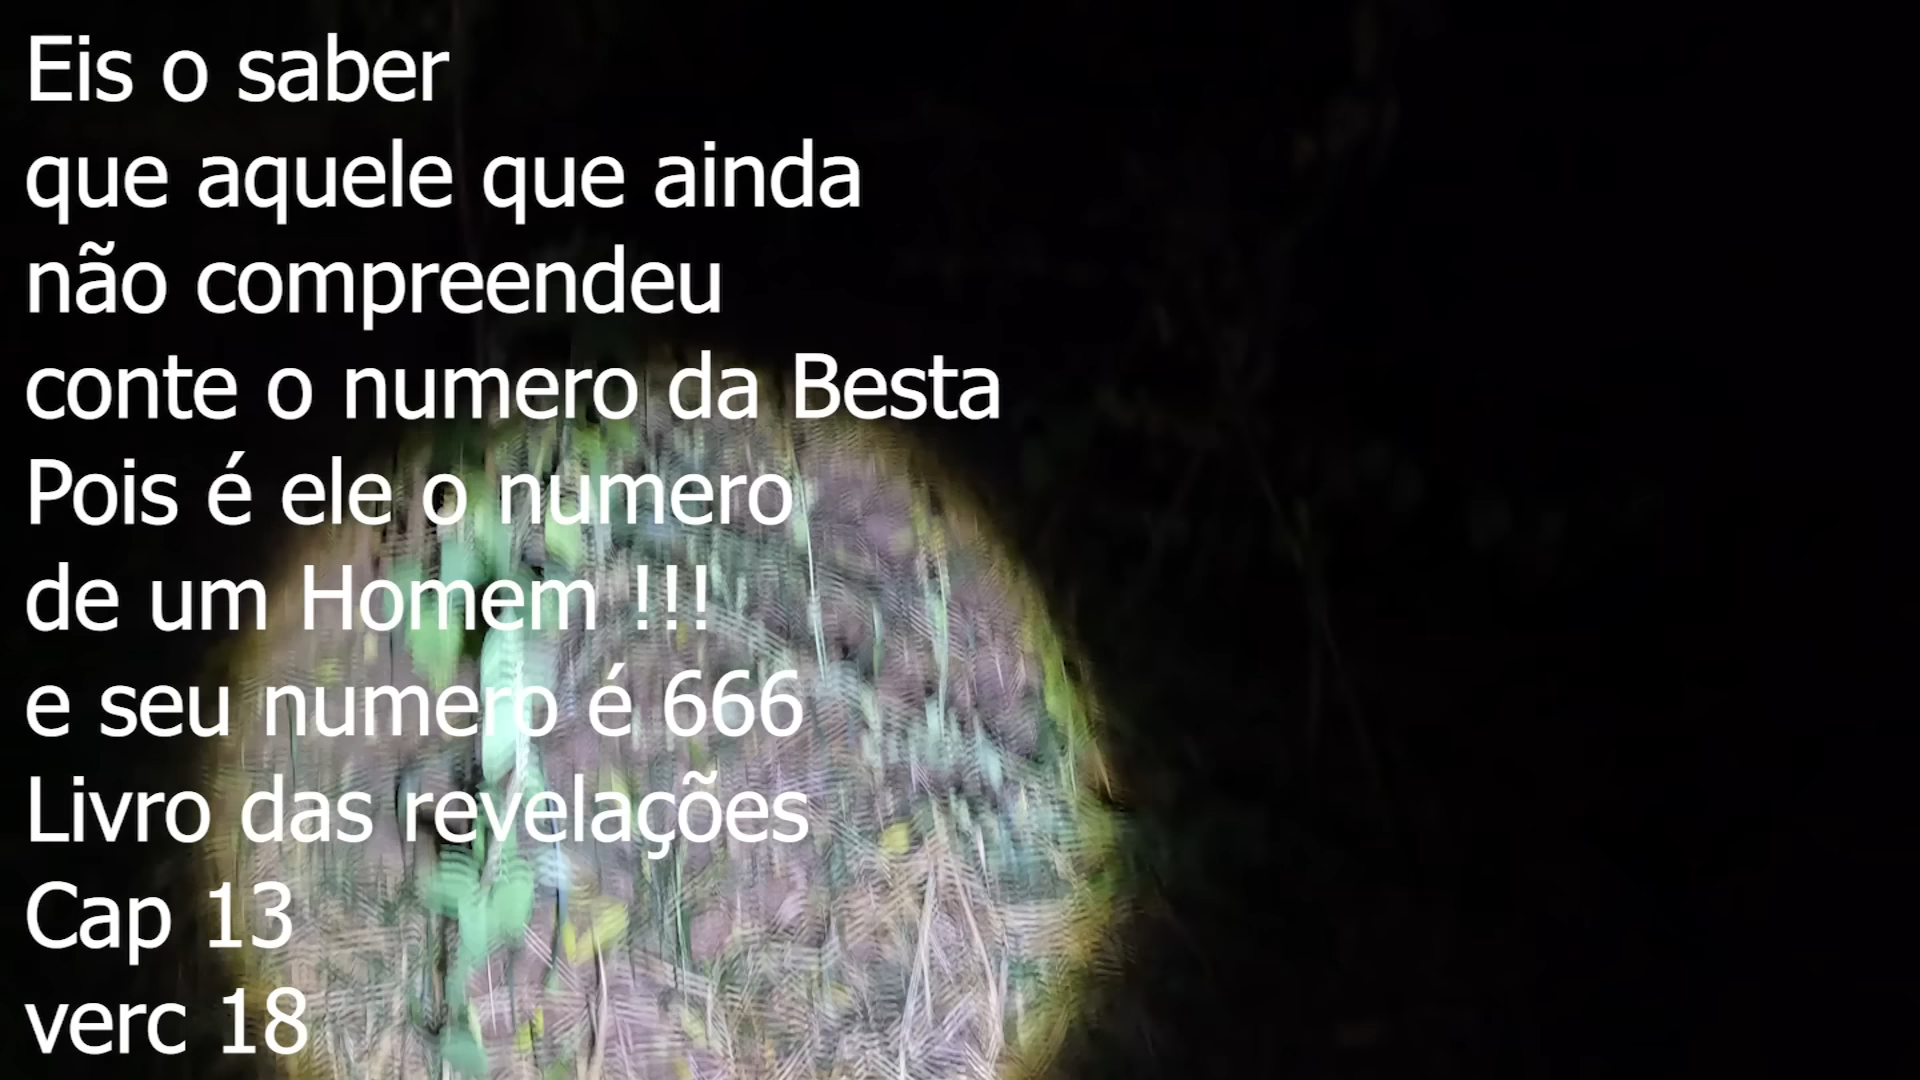 Eis o saber
que aquele que ainda
não compreendeu
conte o numero da Besta
Pois é ele o numero
de um Homem !!!
e seu numero é 666
Livro das revelações
Cap 13
verc 18